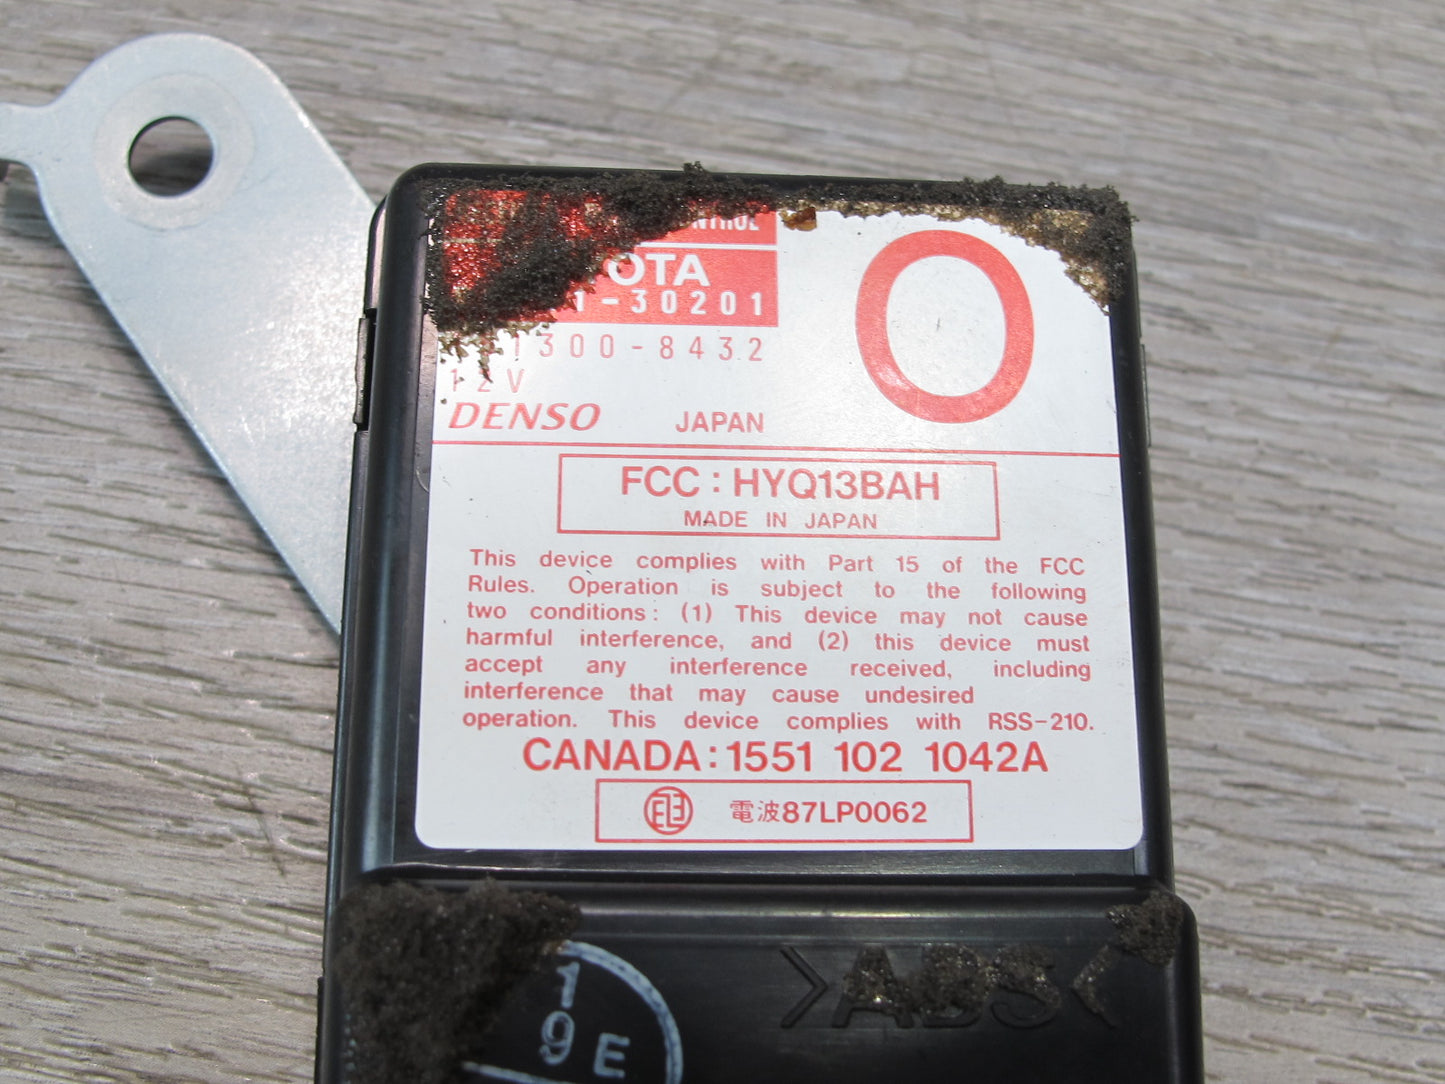 OTA
1-30201
O
1300-8432
12V
DENSO JAPAN
FCC : HYQ13BAH
MADE IN JAPAN
This device complies with Part 15 of the FCC
Rules. Operation is subject to the following
two conditions : (1) This device may not cause
harmful interference, and (2) this device must
accept any interference received, including
interference that may cause undesired
operation. This device complies with RSS-210.
CANADA : 1551 102 1042A
電波87LP0062
1
9 E
>ABS<